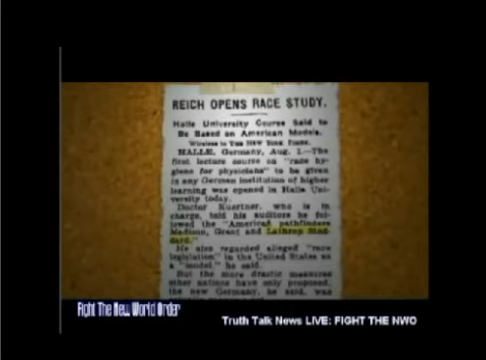 REICH OPENS RACE STUDY.
Halle University Course Said to
Be Based on American Models.
Wireless to THE NEW YORK TIMES.
HALLE, Germany, Aug. 1.—The
first lecture course on "race hy-
giene for physicians" to be given
in any German institution of higher
learning was opened in Halle Uni-
versity today.
Doctor Kuertner, who is in
charge, told his auditors he fol-
lowed the "American pathfinders
Madison, Grant and Lathrop Stod-
dard."
He also regarded alleged "race
legislation" in the United States as
a "model," he said.
But the more drastic measures
other nations have only proposed,
the new Germany, he said, was
Fight The New World Order
Truth Talk News LIVE: FIGHT THE NWO